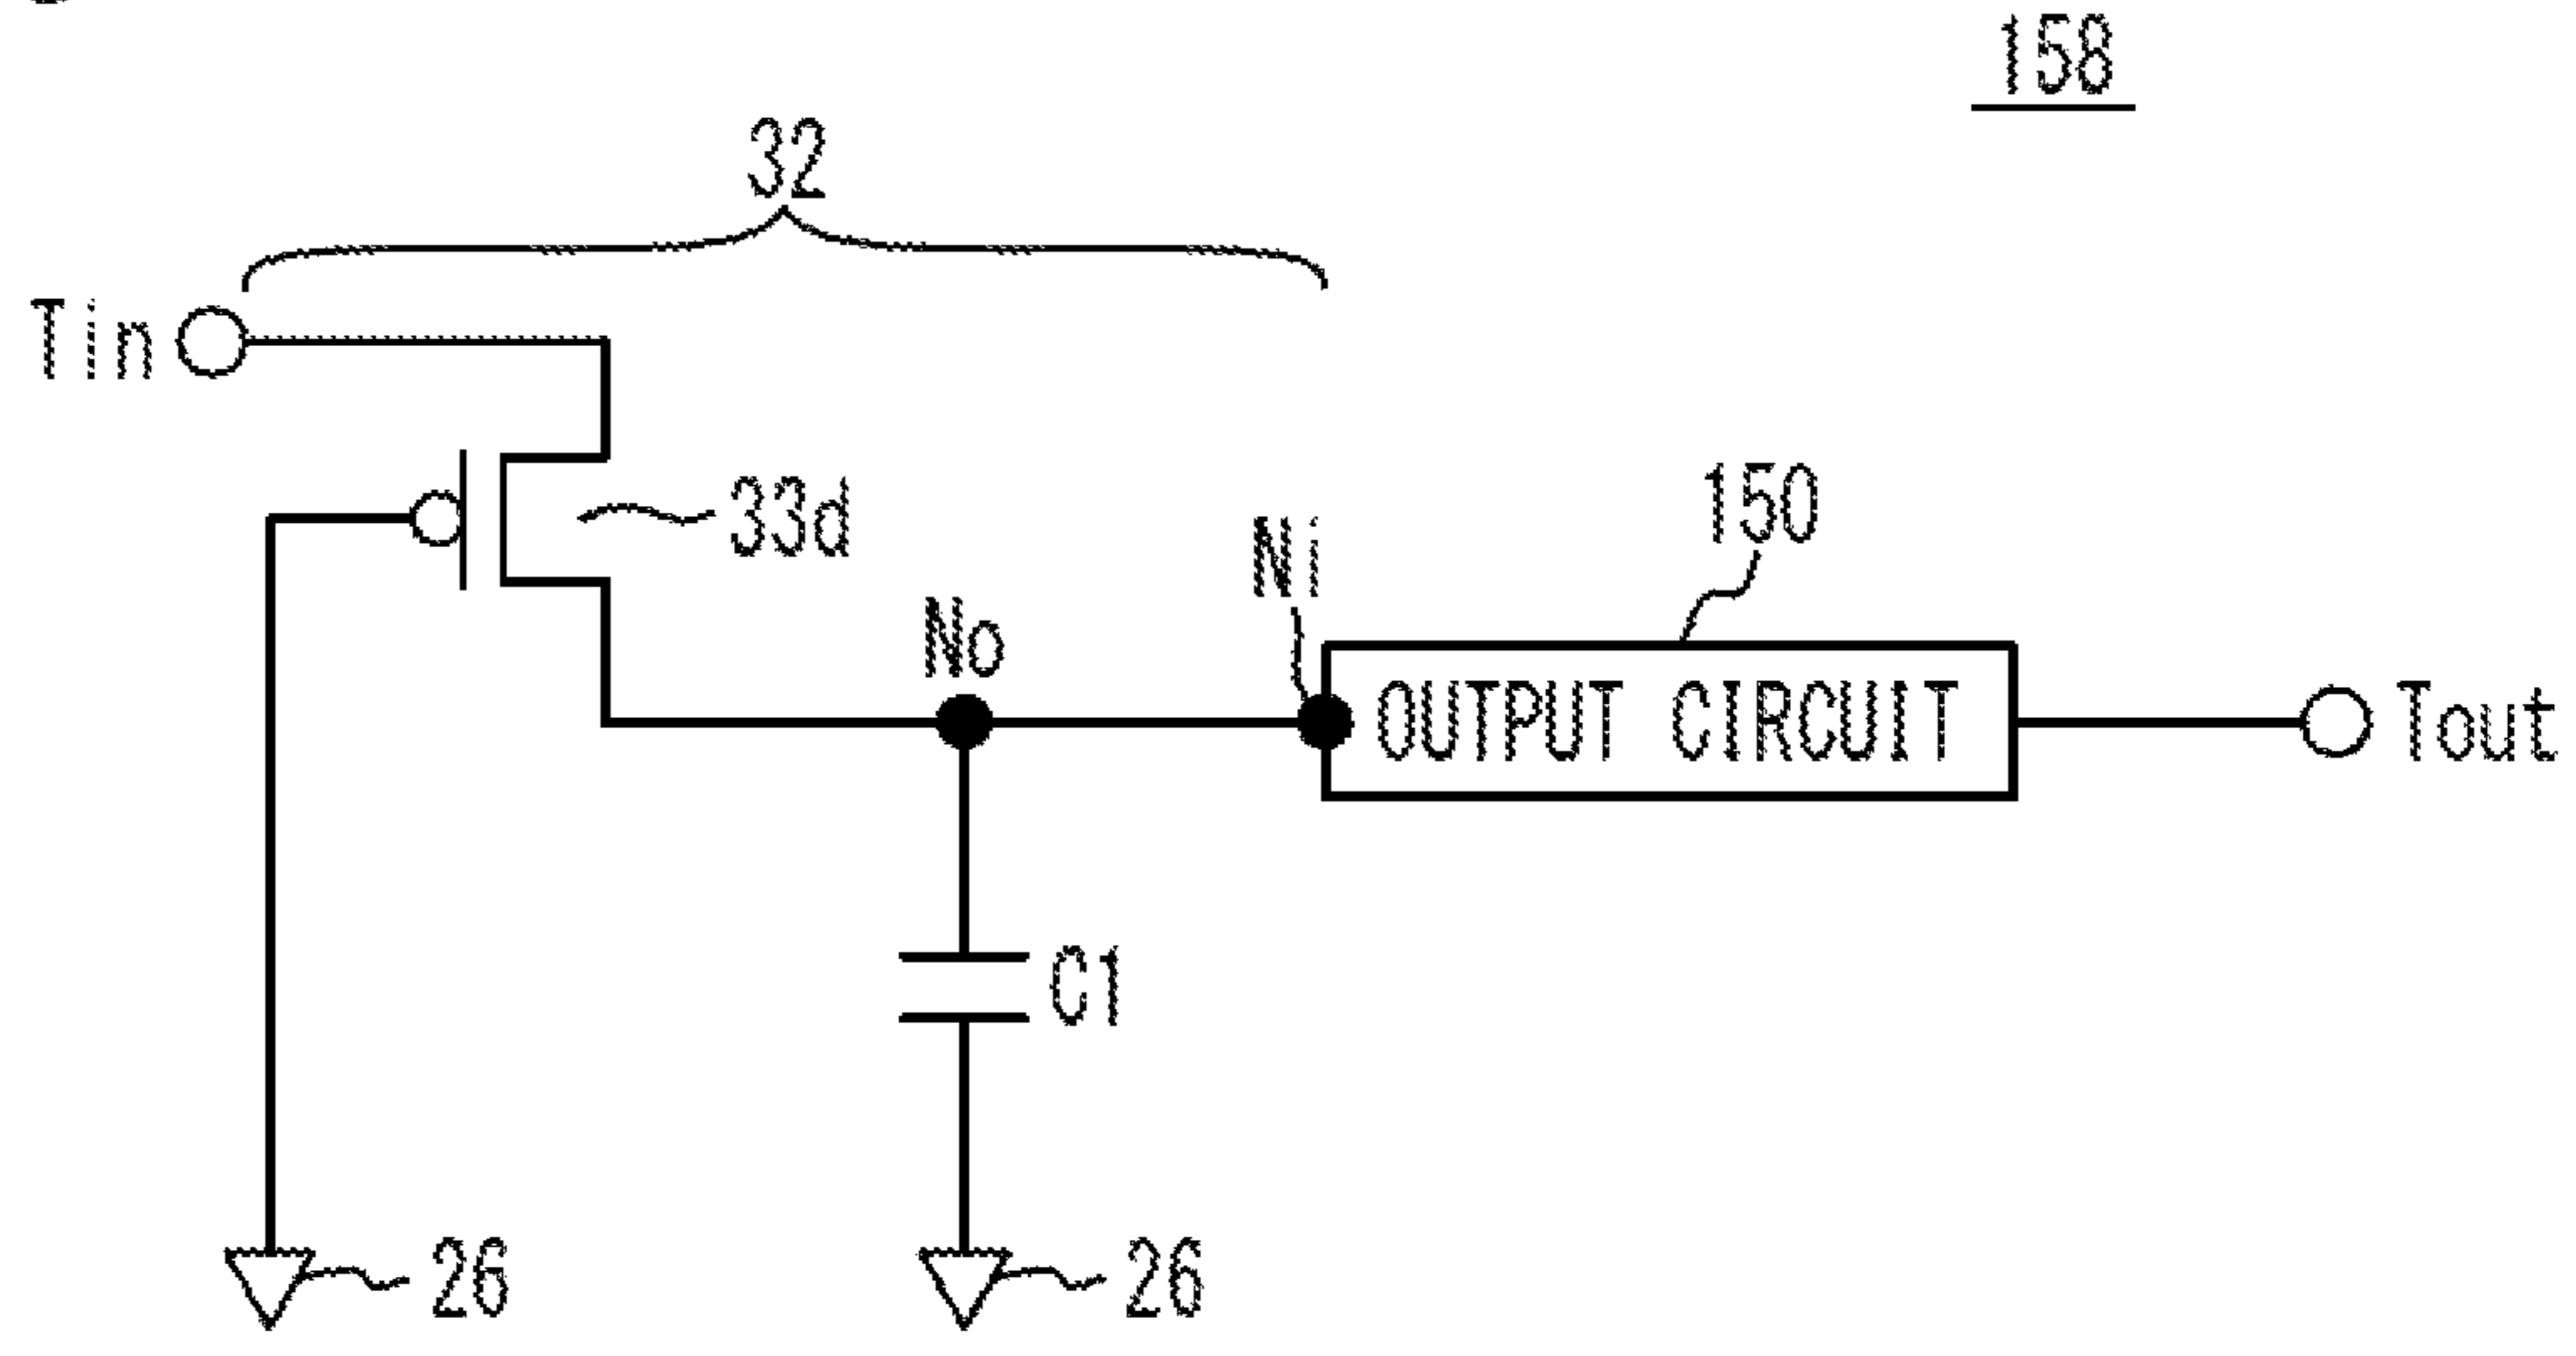 158
32
Tin
33d
150
Ni
No
OUTPUT CIRCUIT
Tout
C1
26
26